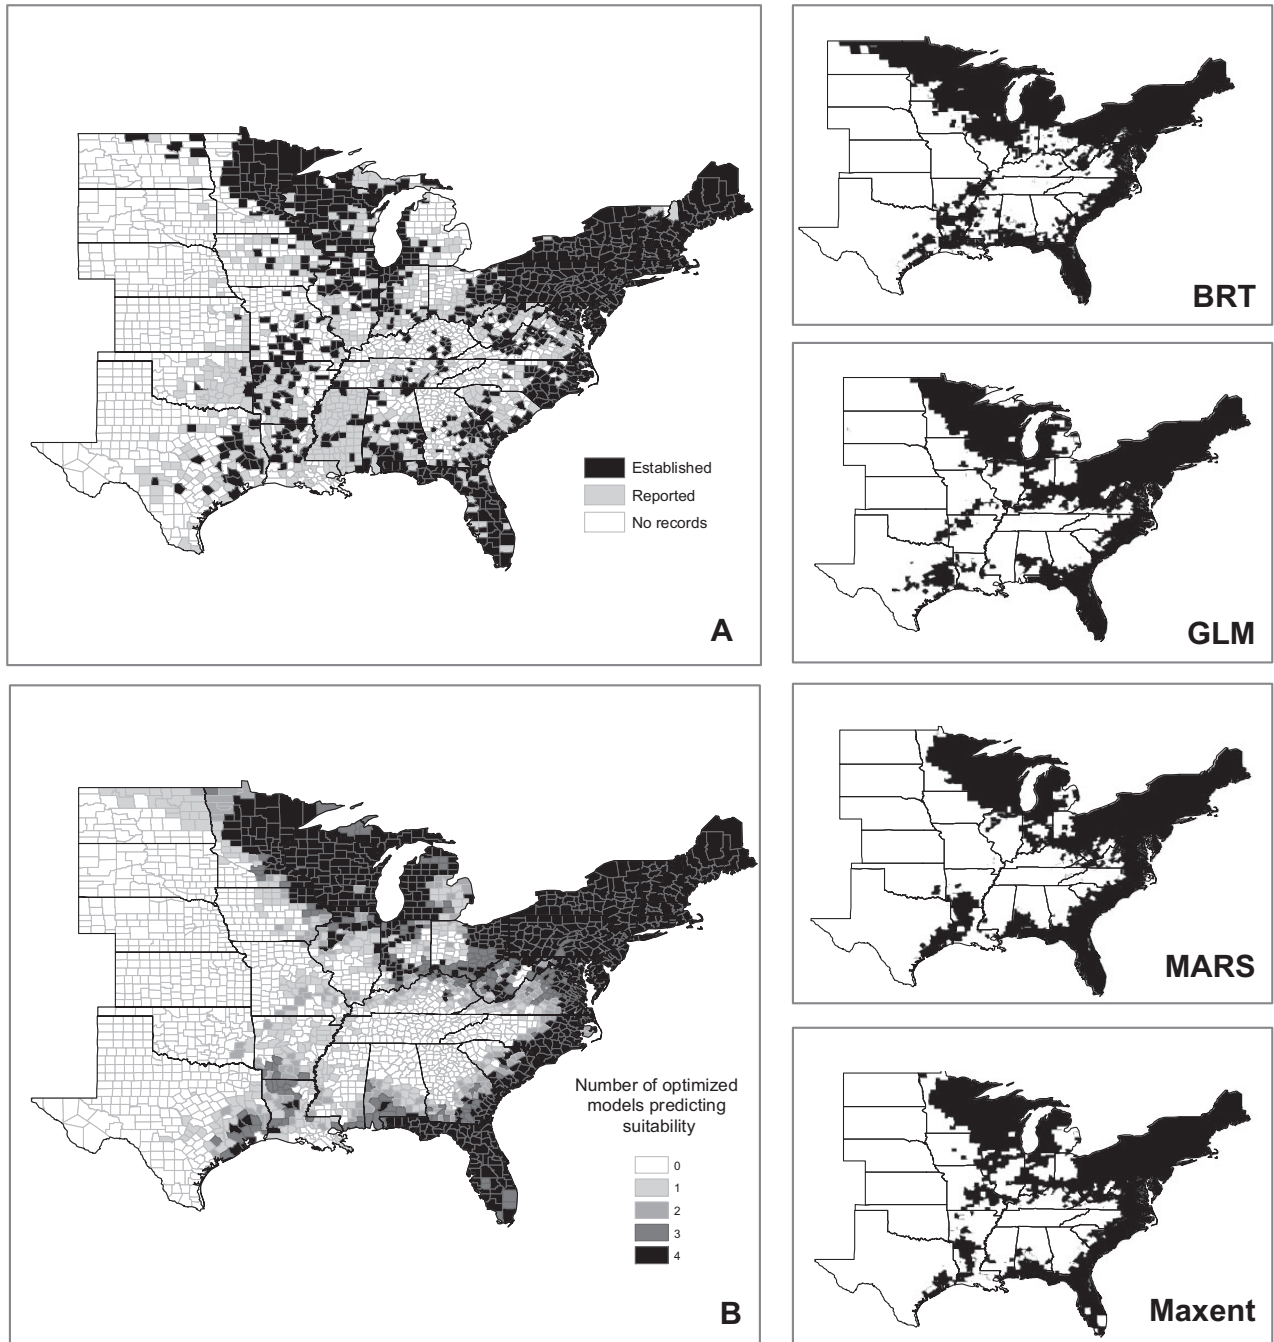 Established
Reported
No records
A
Number of optimized
models predicting
suitability
0
1
2
3
4
B
BRT
GLM
MARS
Maxent